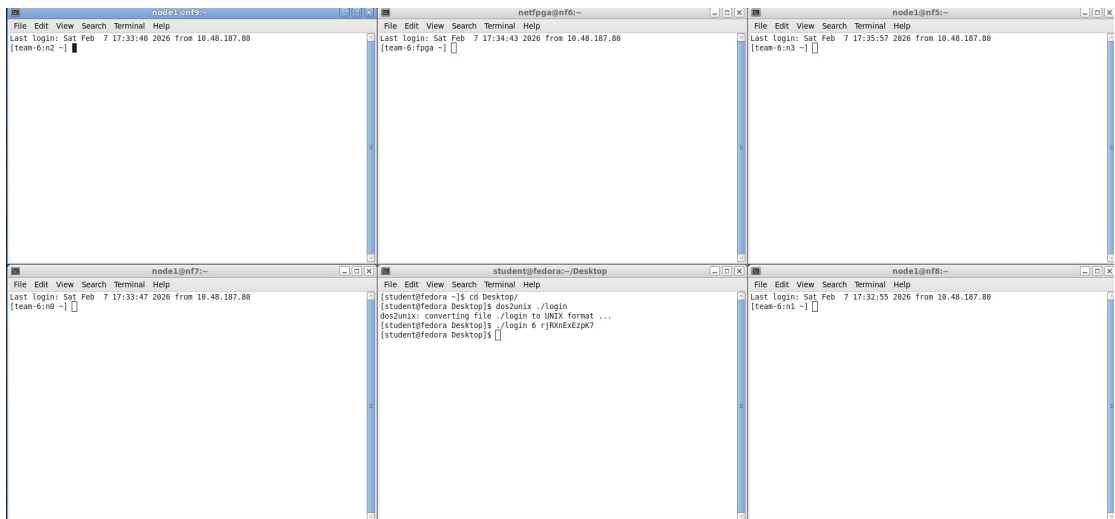 node1@nf9:~
File Edit View Search Terminal Help
Last login: Sat Feb  7 17:33:40 2026 from 10.48.187.80
[team-6:n2 ~]
netfpga@nf6:~
File Edit View Search Terminal Help
Last login: Sat Feb  7 17:34:43 2026 from 10.48.187.80
[team-6:fpga ~]
node1@nf5:~
File Edit View Search Terminal Help
Last login: Sat Feb  7 17:35:57 2026 from 10.48.187.80
[team-6:n3 ~]
node1@nf7:~
File Edit View Search Terminal Help
Last login: Sat Feb  7 17:33:47 2026 from 10.48.187.80
[team-6:n0 ~]
student@fedora:~/Desktop
File Edit View Search Terminal Help
[student@fedora ~]$ cd Desktop/
[student@fedora Desktop]$ dos2unix ./login
dos2unix: converting file ./login to UNIX format ...
[student@fedora Desktop]$ ./login 6 rjRXnExEzpK7
[student@fedora Desktop]$
node1@nf8:~
File Edit View Search Terminal Help
Last login: Sat Feb  7 17:32:55 2026 from 10.48.187.80
[team-6:n1 ~]